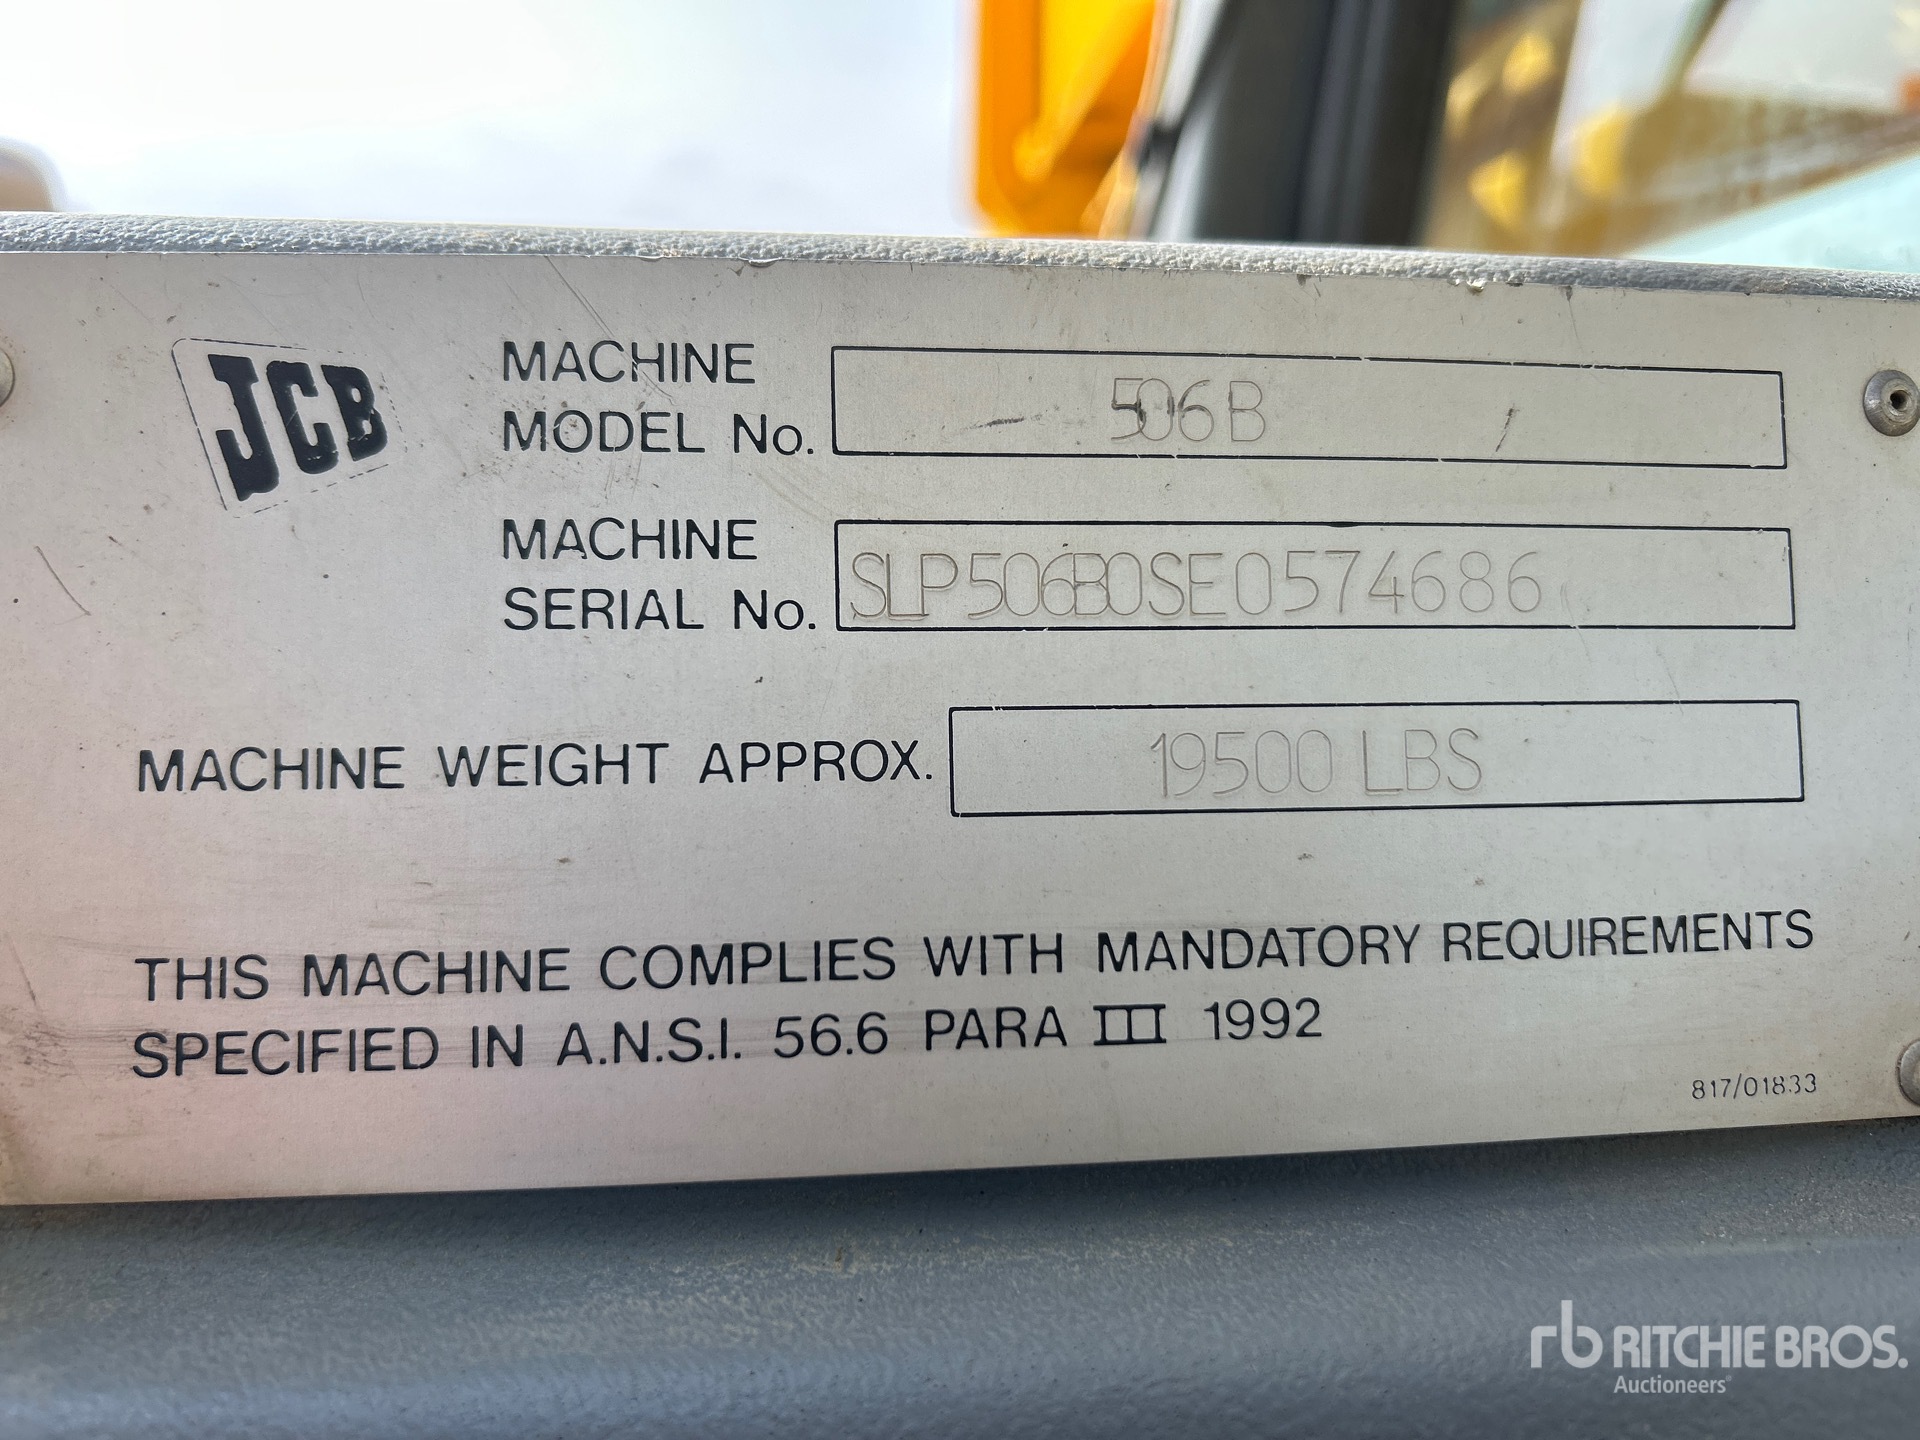 JCB
MACHINE
MODEL No.
506B
MACHINE
SERIAL No.
SLP506B0SE0574686
MACHINE WEIGHT APPROX.
19500 LBS
THIS MACHINE COMPLIES WITH MANDATORY REQUIREMENTS
SPECIFIED IN A.N.S.I. 56.6 PARA III 1992
817/01833
rb RITCHIE BROS.
Auctioneers